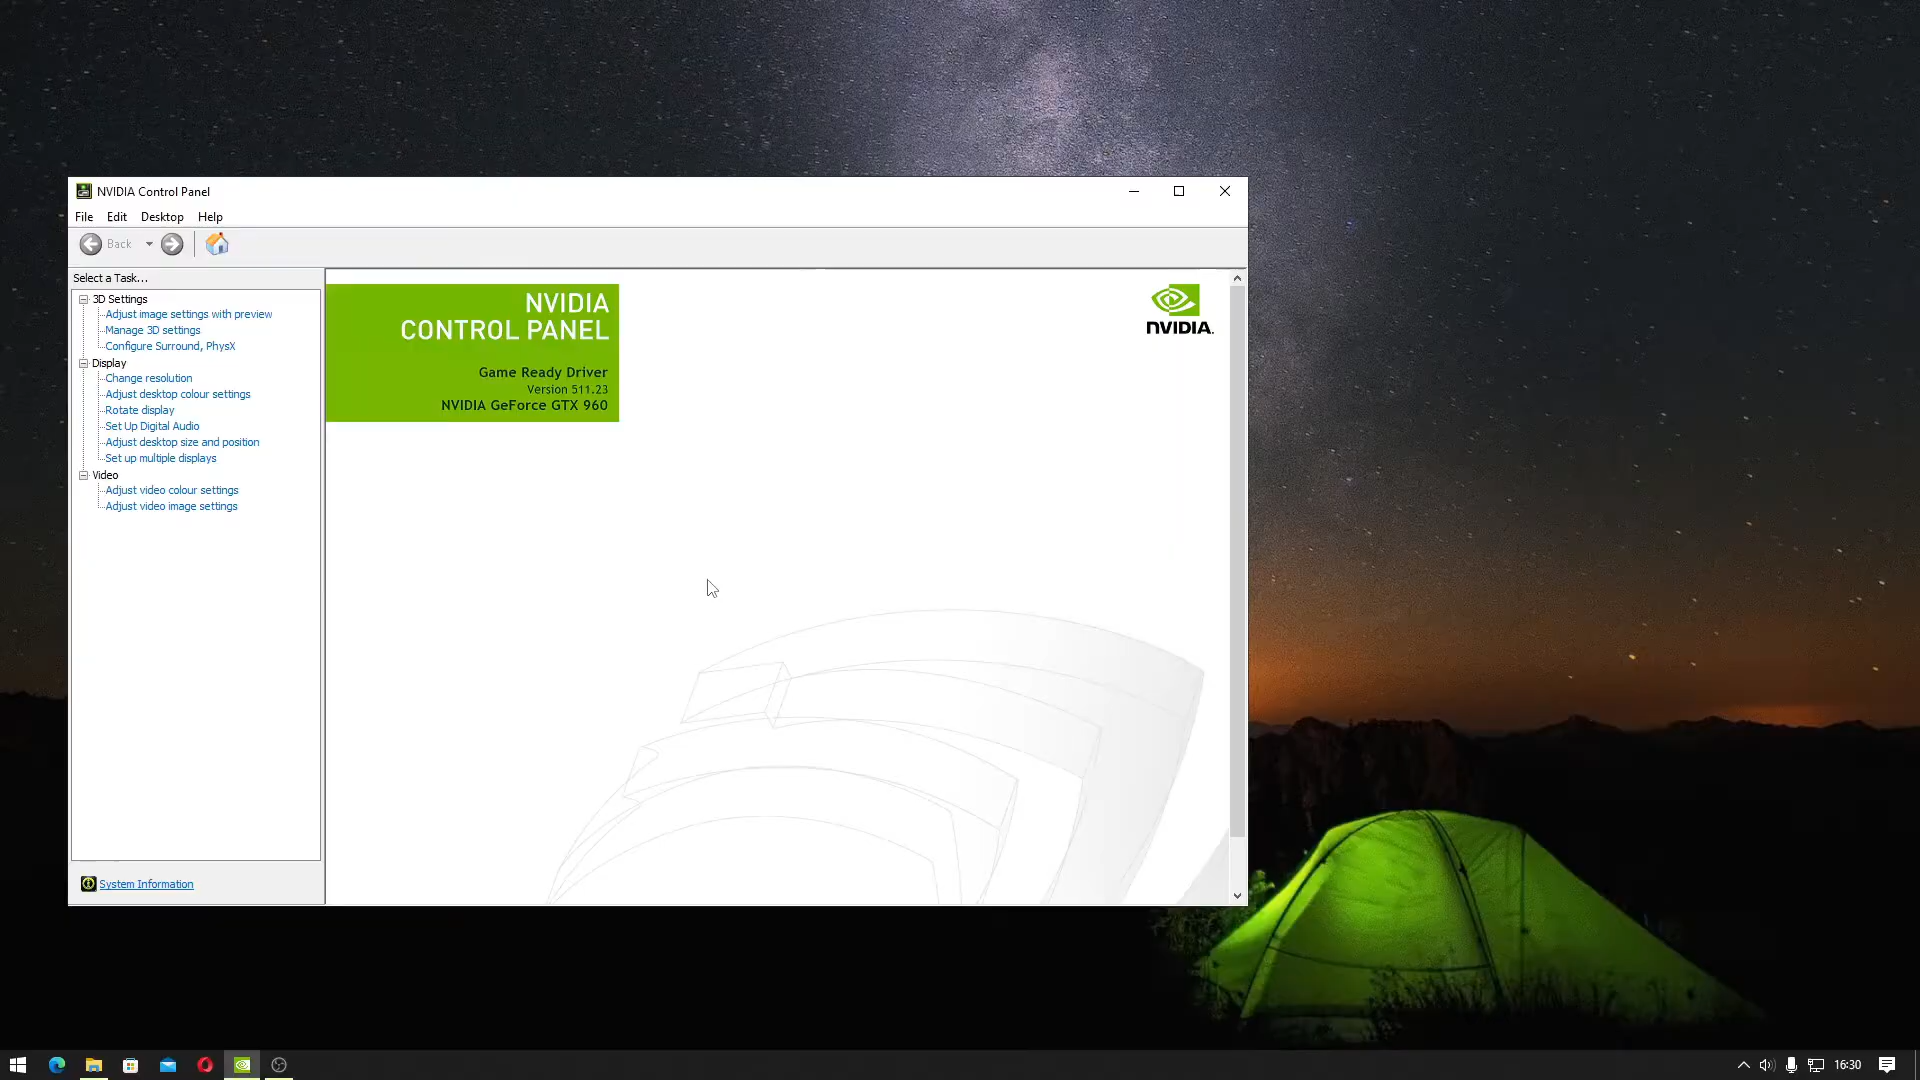 NVIDIA Control Panel
File Edit Desktop Help
Back
Select a Task...
3D Settings
Adjust image settings with preview
Manage 3D settings
Configure Surround, PhysX
Display
Change resolution
Adjust desktop colour settings
Rotate display
Set Up Digital Audio
Adjust desktop size and position
Set up multiple displays
Video
Adjust video colour settings
Adjust video image settings
System Information
NVIDIA
CONTROL PANEL
Game Ready Driver
Version 511.23
NVIDIA GeForce GTX 960
NVIDIA.
16:30